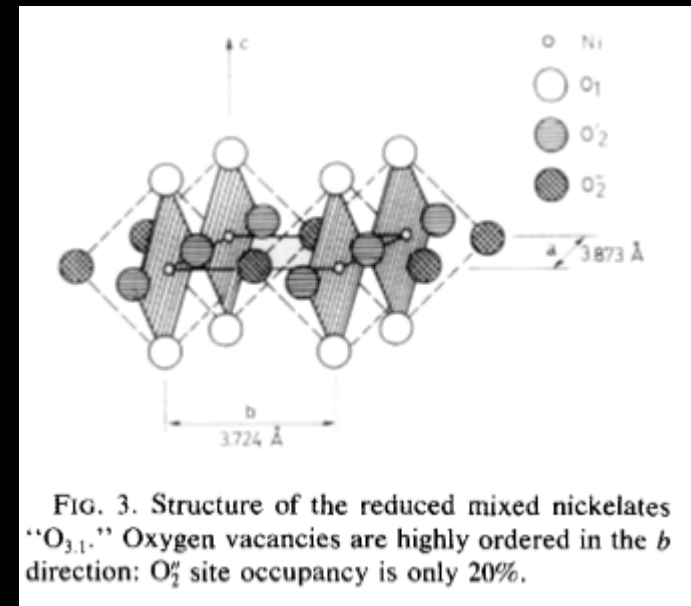 c
Ni
O₁
O′₂
O″₂
a
3.873 Å
b
3.724 Å
FIG. 3. Structure of the reduced mixed nickelates
“O₃.₁.” Oxygen vacancies are highly ordered in the b
direction: O″₂ site occupancy is only 20%.